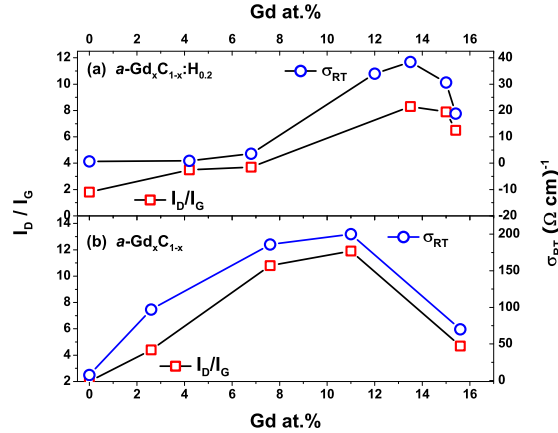 Gd at.%
0 2 4 6 8 10 12 14 16
12 40
(a) a-GdₓC₁₋ₓ:H₀.₂ σRT
10 30
8 20
6 10
4 0
2 ID/IG -10
0 -20
14 200
(b) a-GdₓC₁₋ₓ σRT
12
10 150
8 100
6
4 ID/IG 50
2 0
0 2 4 6 8 10 12 14 16
Gd at.%
ID / IG
σRT (Ω cm)⁻¹